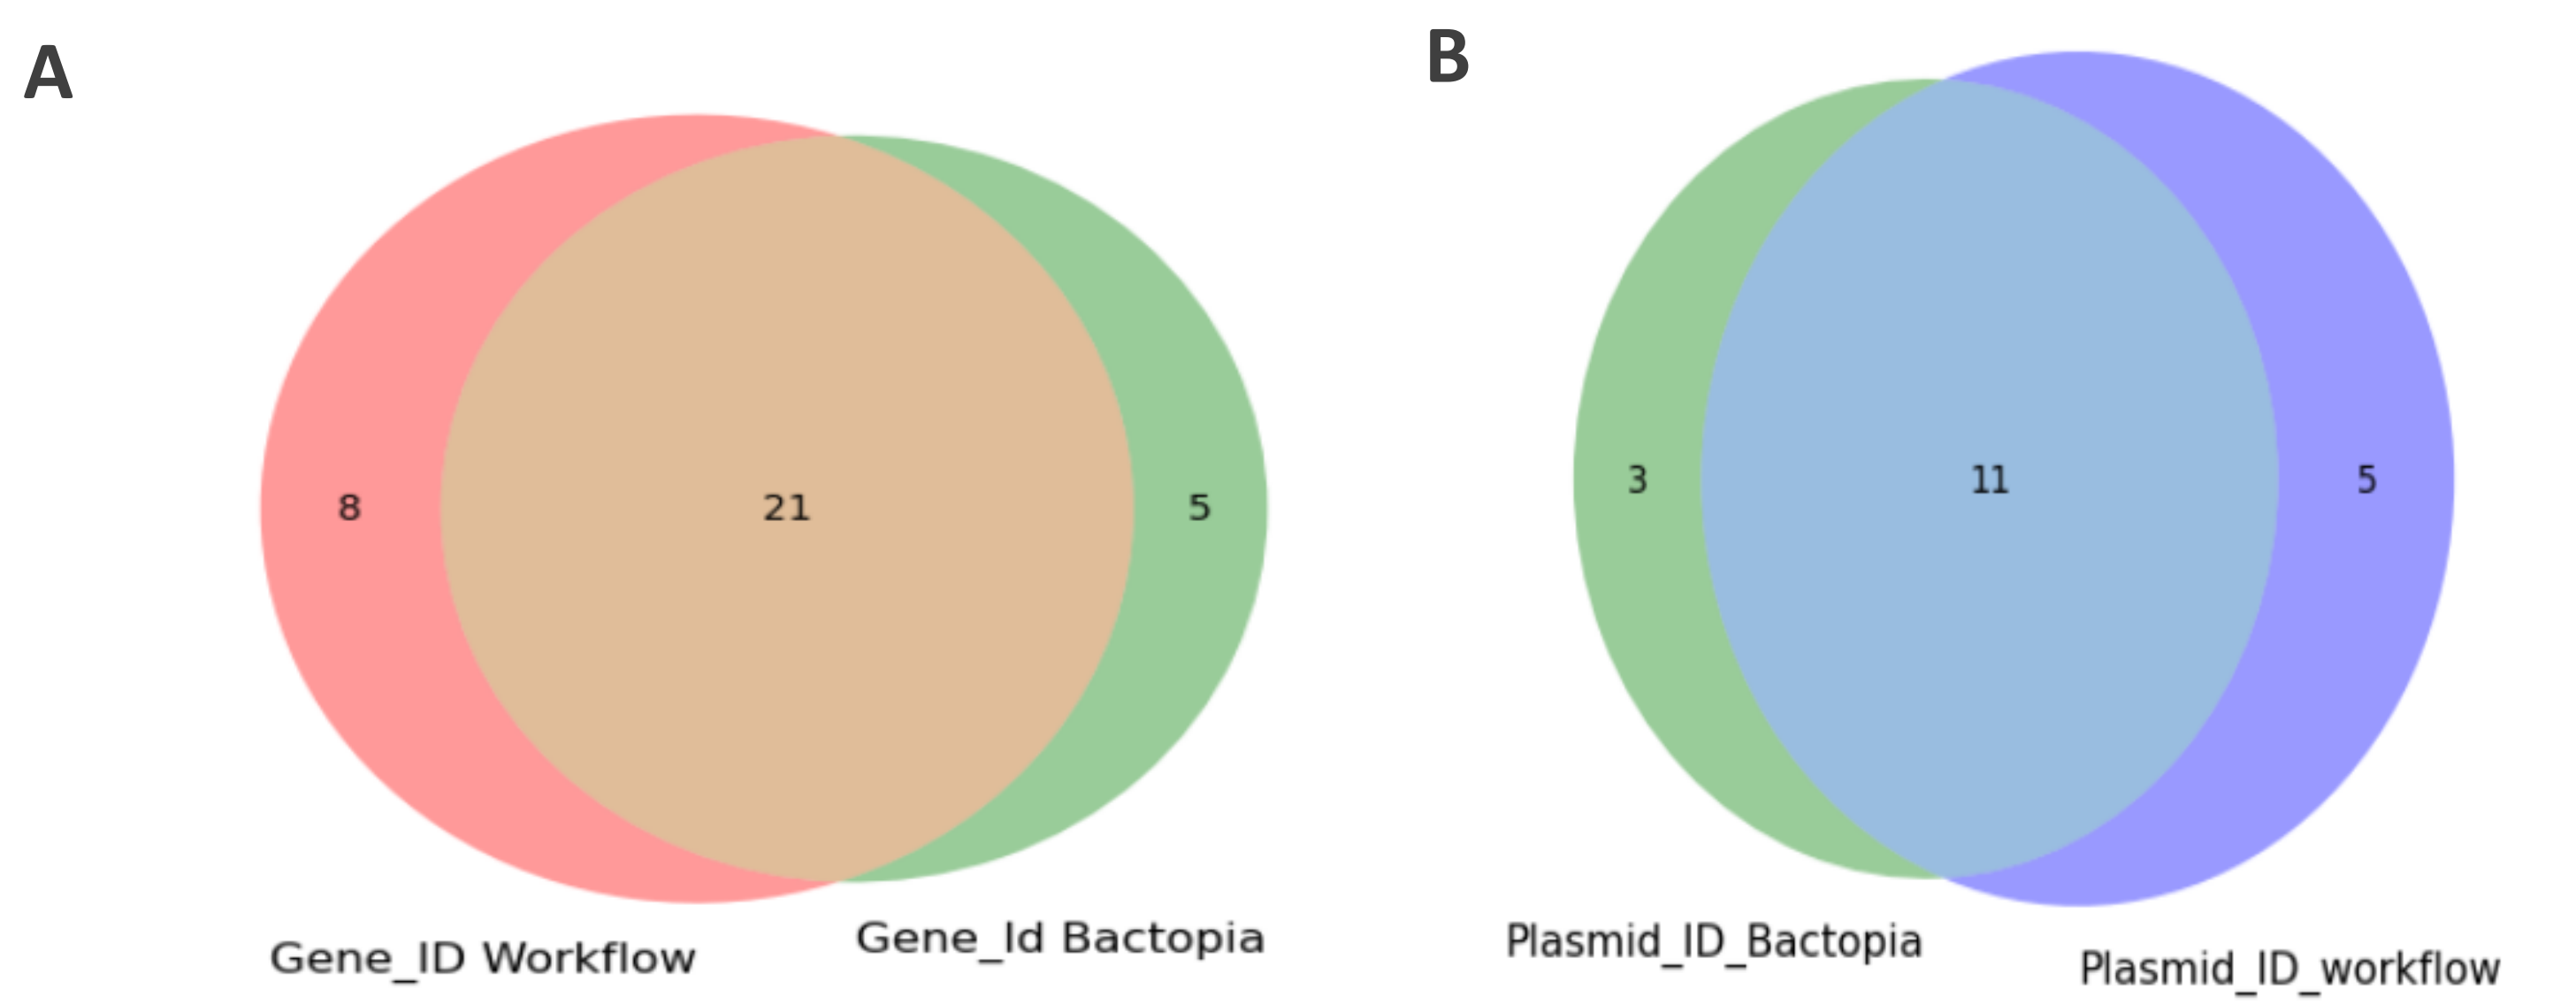 A
8
21
5
Gene_ID Workflow
Gene_Id Bactopia
B
3
11
5
Plasmid_ID_Bactopia
Plasmid_ID_workflow